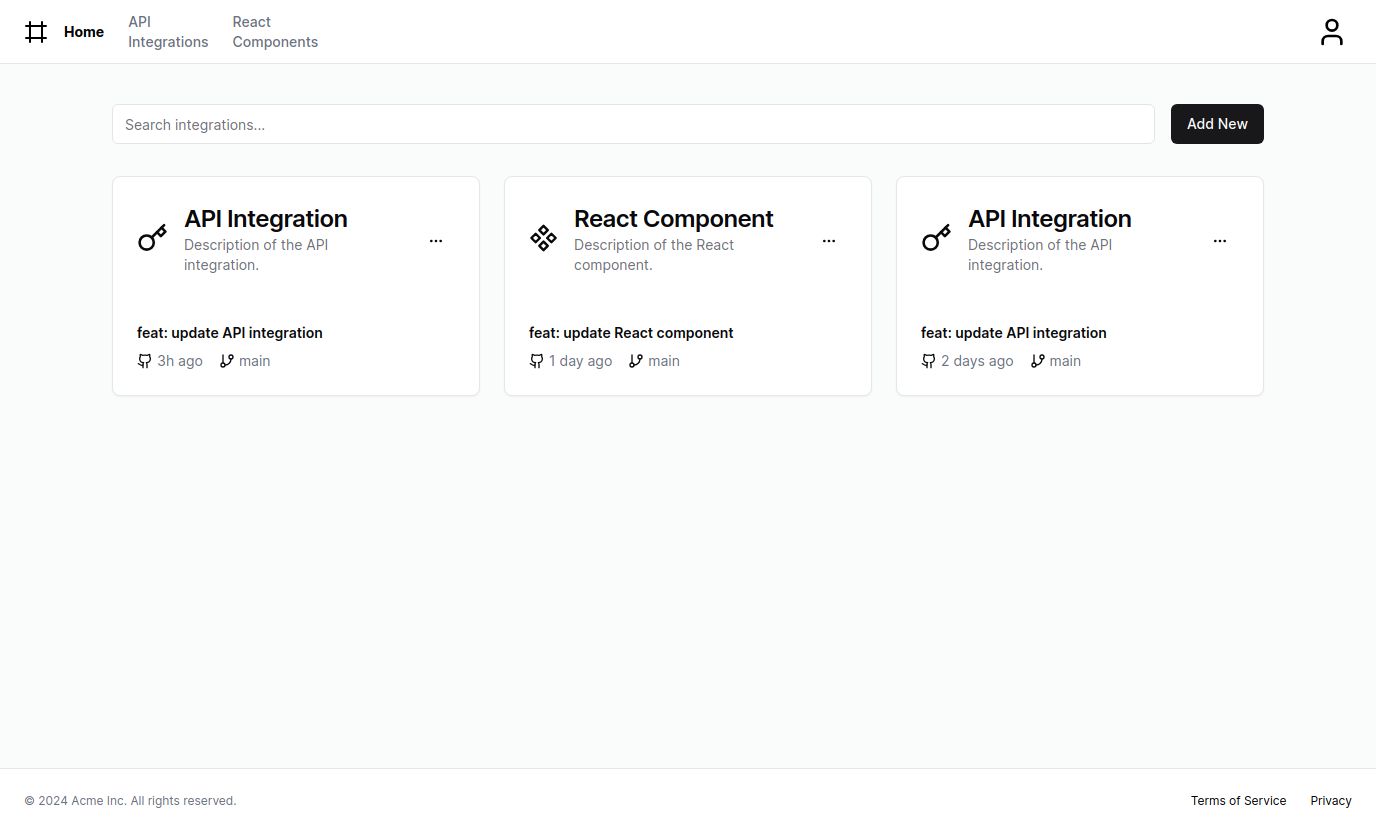 Home
API
Integrations
React
Components
Search integrations...
Add New
API Integration
Description of the API
integration.
feat: update API integration
3h ago
main
React Component
Description of the React
component.
feat: update React component
1 day ago
main
API Integration
Description of the API
integration.
feat: update API integration
2 days ago
main
© 2024 Acme Inc. All rights reserved.
Terms of Service
Privacy